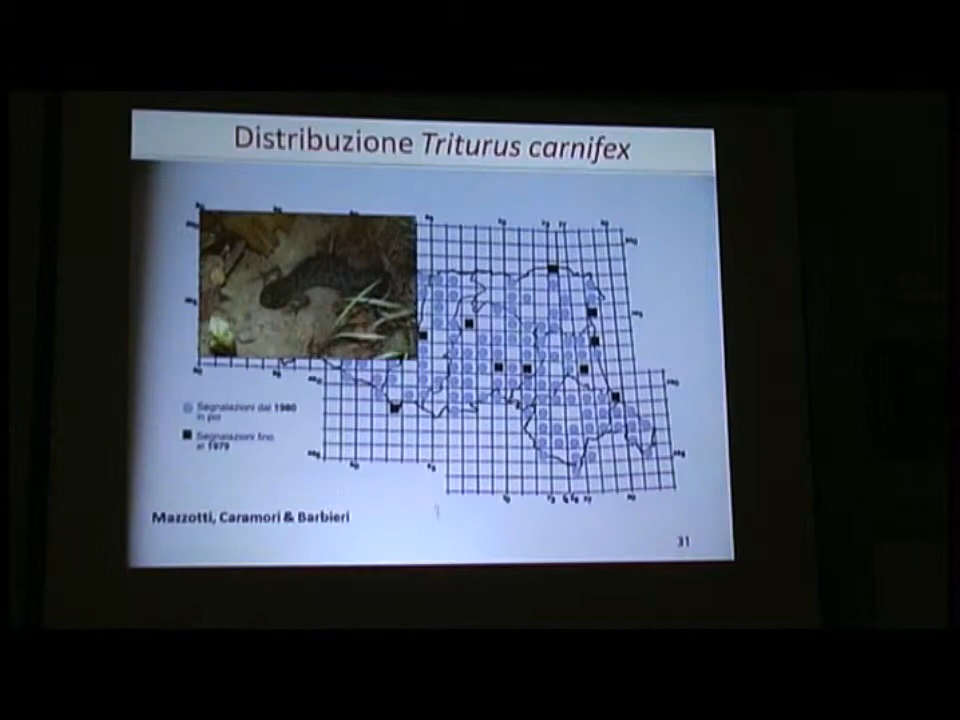 Distribuzione Triturus carnifex
Segnalazioni dal 1980
in poi
Segnalazioni fino
al 1979
Mazzotti, Caramori & Barbieri
31